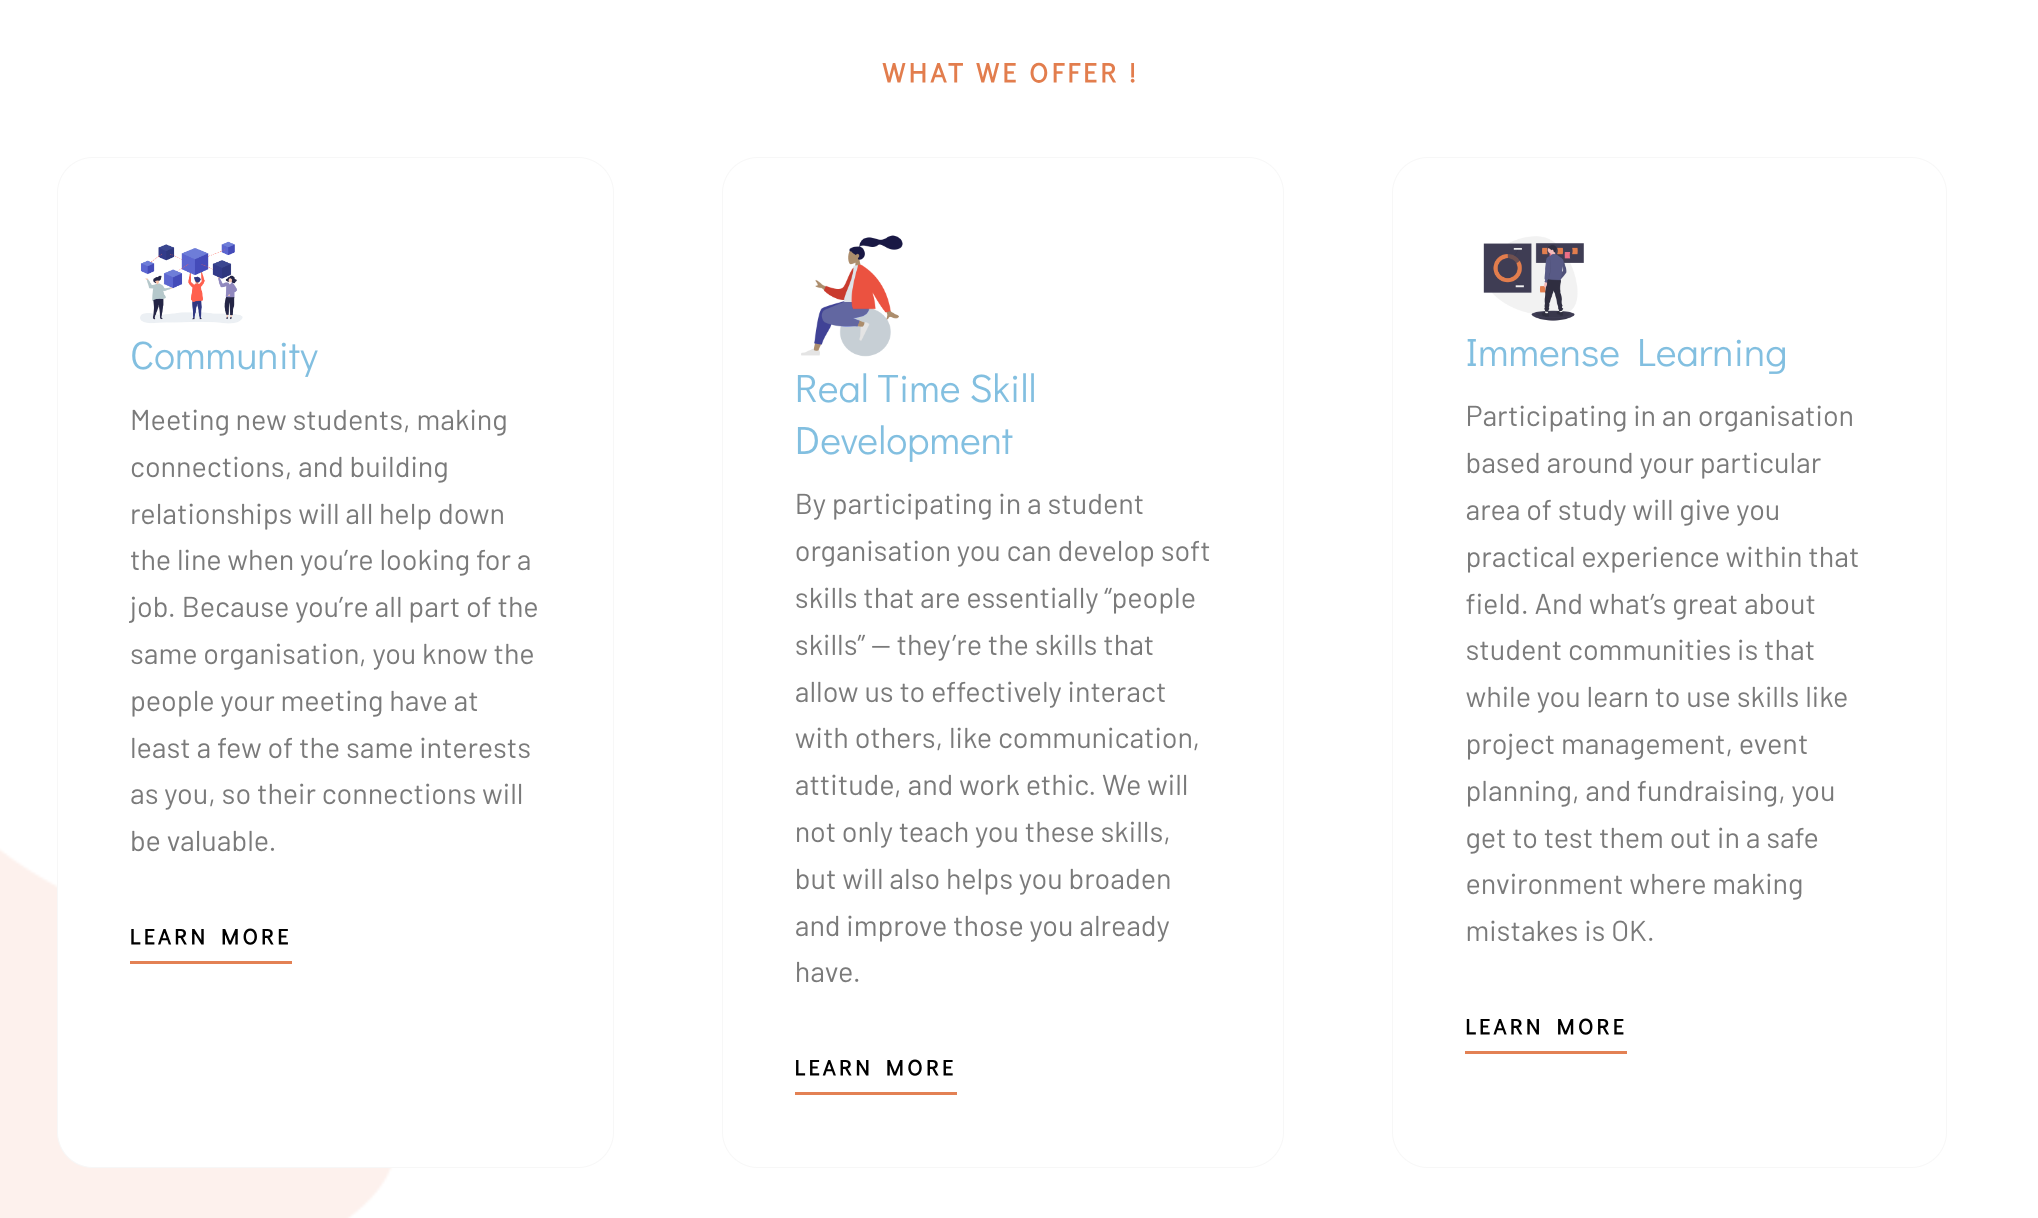 WHAT WE OFFER !
Community
Meeting new students, making
connections, and building
relationships will all help down
the line when you’re looking for a
job. Because you’re all part of the
same organisation, you know the
people your meeting have at
least a few of the same interests
as you, so their connections will
be valuable.
LEARN MORE
Real Time Skill
Development
By participating in a student
organisation you can develop soft
skills that are essentially “people
skills” — they’re the skills that
allow us to effectively interact
with others, like communication,
attitude, and work ethic. We will
not only teach you these skills,
but will also helps you broaden
and improve those you already
have.
LEARN MORE
Immense Learning
Participating in an organisation
based around your particular
area of study will give you
practical experience within that
field. And what’s great about
student communities is that
while you learn to use skills like
project management, event
planning, and fundraising, you
get to test them out in a safe
environment where making
mistakes is OK.
LEARN MORE